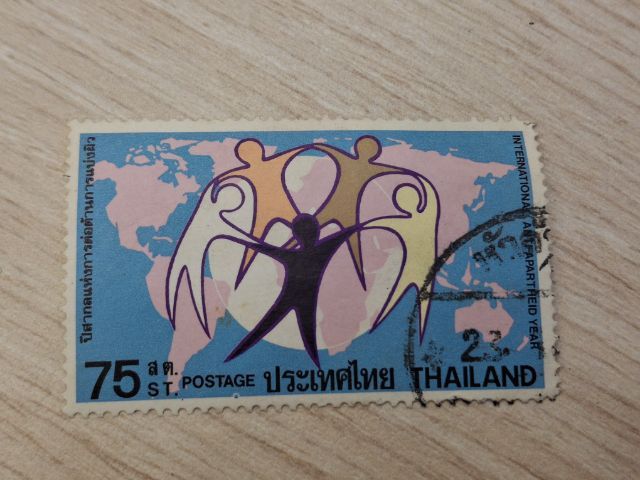 ปีสากลแห่งการต่อต้านการแบ่งผิว
INTERNATIONAL ANTI-APARTHEID YEAR
75 สต.
ST. POSTAGE ประเทศไทย THAILAND
23